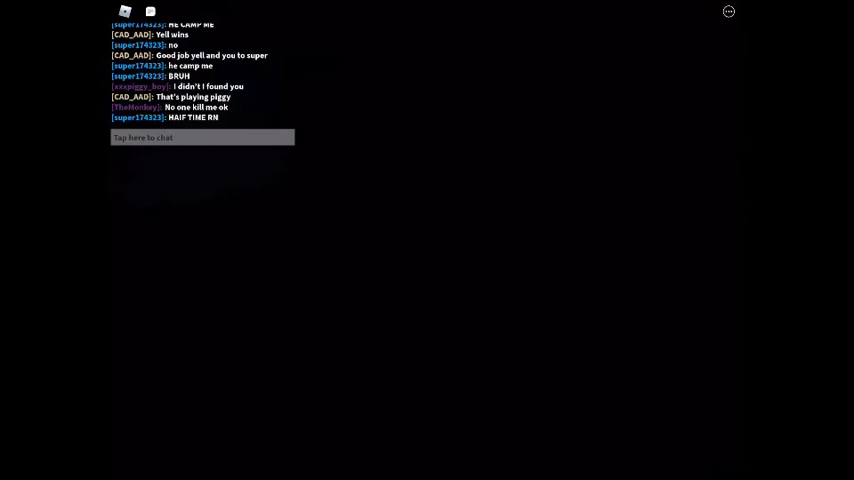 [super174323]: HE CAMP ME
[CAD_AAD]: Yell wins
[super174323]: no
[CAD_AAD]: Good job yell and you to super
[super174323]: he camp me
[super174323]: BRUH
[xxxpiggy_boy]: I didn't I found you
[CAD_AAD]: That's playing piggy
[TheMonkey]: No one kill me ok
[super174323]: HAIF TIME RN
Tap here to chat